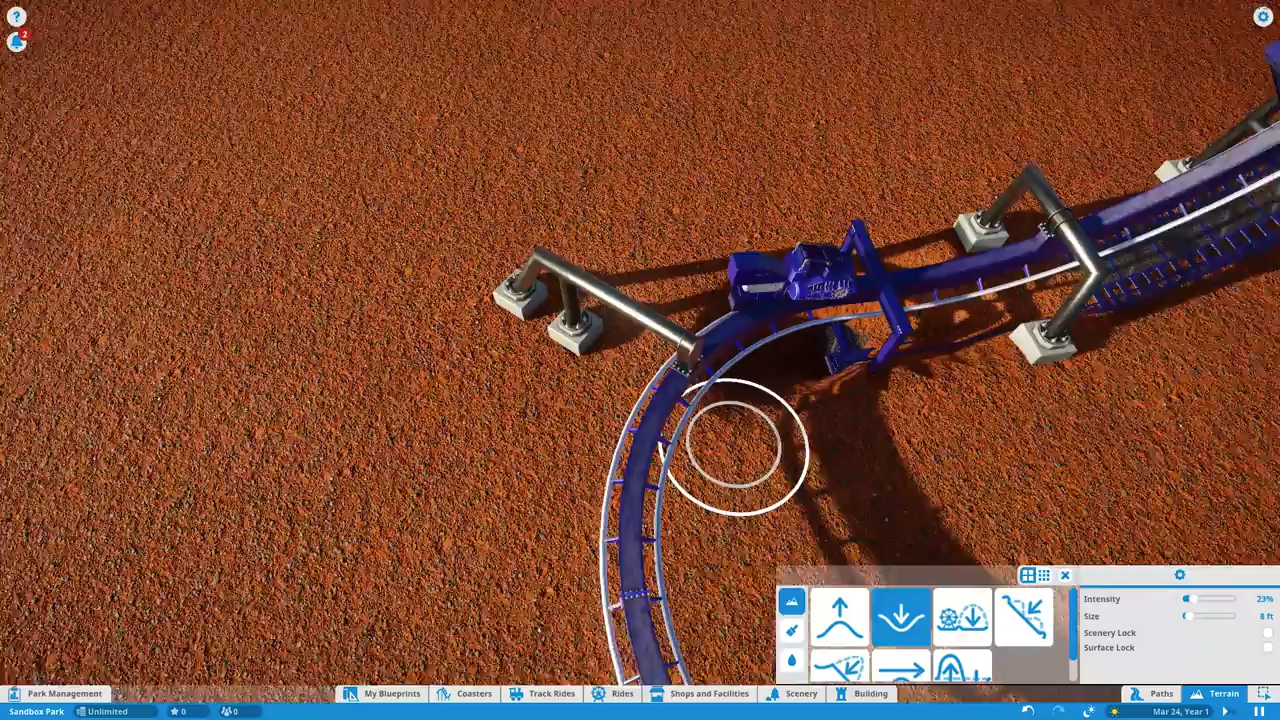 ?
2
Intensity 23%
Size 8 ft
Scenery Lock
Surface Lock
Park Management My Blueprints Coasters Track Rides Rides Shops and Facilities Scenery Building Paths Terrain
Sandbox Park Unlimited 0 0 Mar 24, Year 1